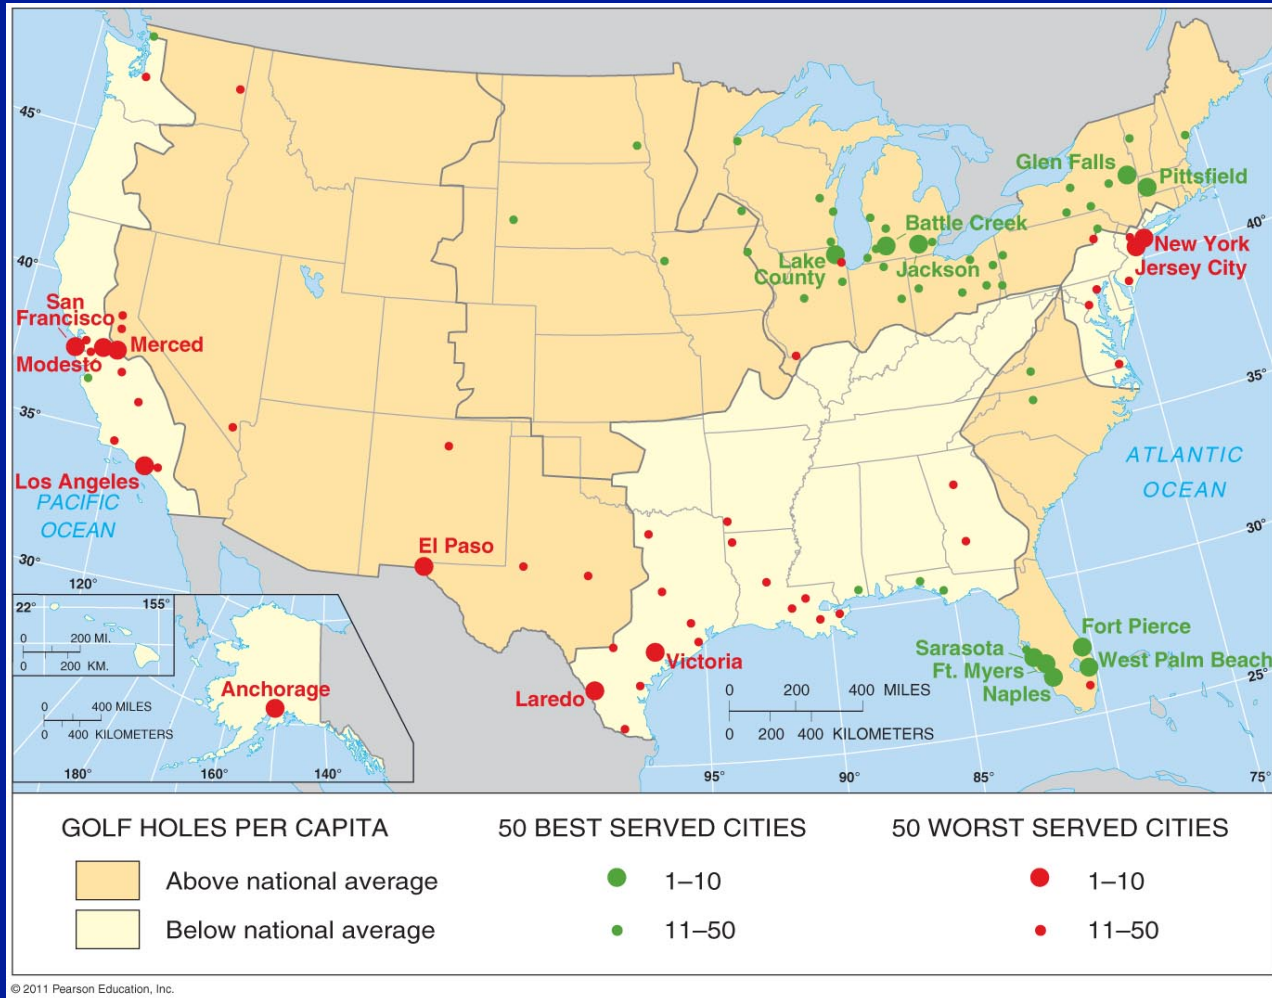 45°
40°
35°
30°
120°
San
Francisco
Merced
Modesto
Los Angeles
PACIFIC
OCEAN
El Paso
Laredo
Victoria
Lake
County
Battle Creek
Jackson
Glen Falls
Pittsfield
New York
Jersey City
40°
35°
ATLANTIC
OCEAN
30°
25°
Fort Pierce
Sarasota
West Palm Beach
Ft. Myers
Naples
0 200 400 MILES
0 200 400 KILOMETERS
95° 90° 85° 75°
22° 155°
0 200 MI.
0 200 KM.
Anchorage
0 400 MILES
0 400 KILOMETERS
180° 160° 140°
GOLF HOLES PER CAPITA
Above national average
Below national average
50 BEST SERVED CITIES
1–10
11–50
50 WORST SERVED CITIES
1–10
11–50
© 2011 Pearson Education, Inc.